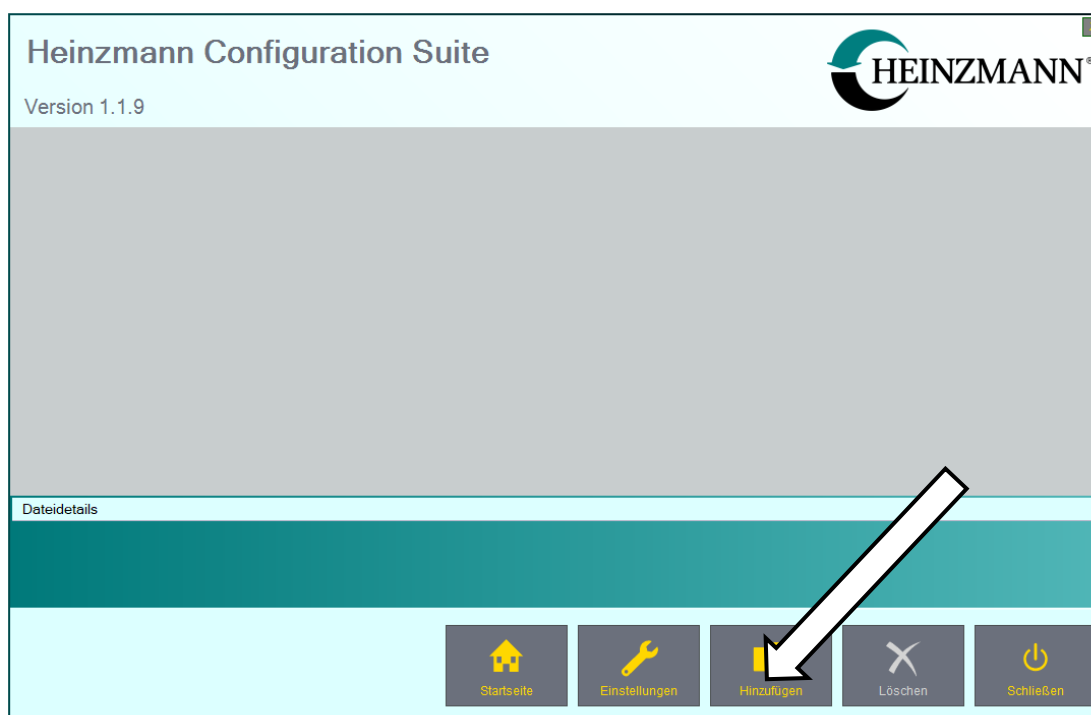 Heinzmann Configuration Suite
HEINZMANN®
Version 1.1.9
Dateidetails
Startseite
Einstellungen
Hinzufügen
Löschen
Schließen